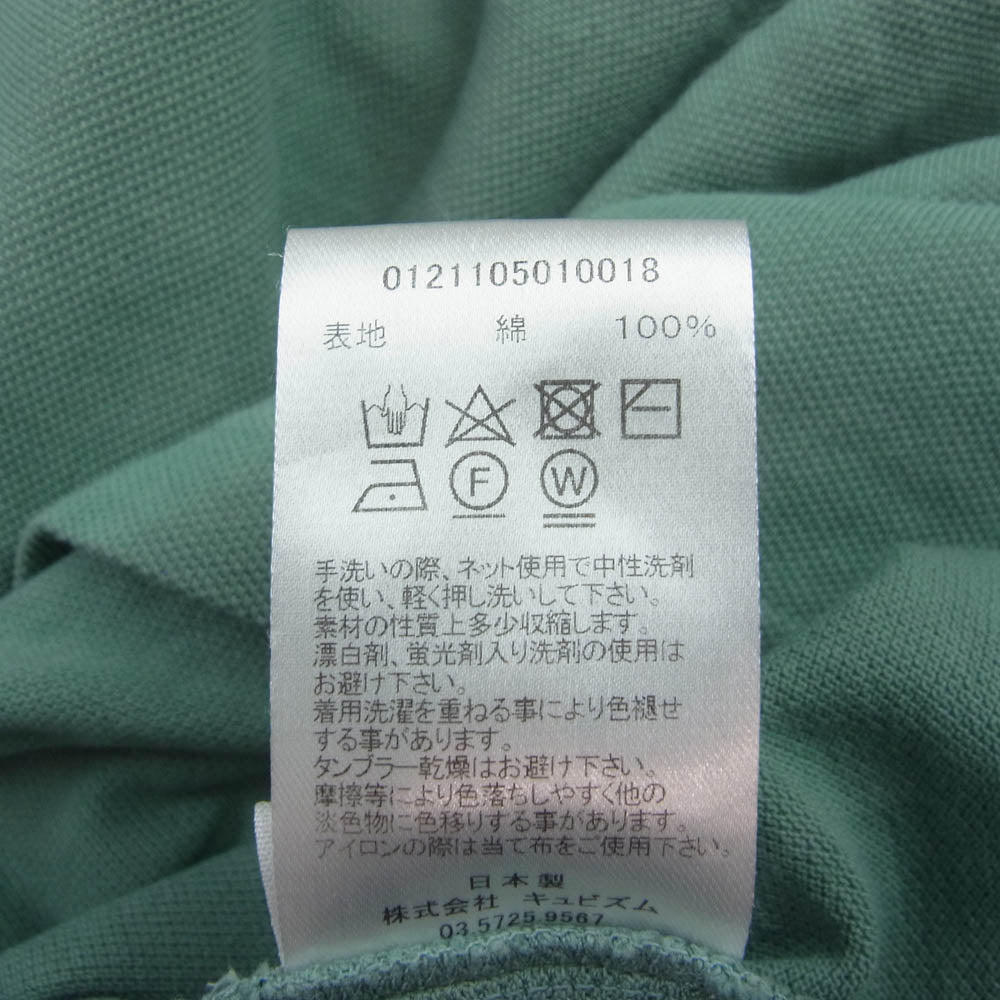 0121105010018
表地 綿 100%
F W
手洗いの際、ネット使用で中性洗剤
を使い、軽く押し洗いして下さい。
素材の性質上多少収縮します。
漂白剤、蛍光剤入り洗剤の使用は
お避け下さい。
着用洗濯を重ねる事により色褪せ
する事があります。
タンブラー乾燥はお避け下さい。
摩擦等により色落ちしやすく他の
淡色物に色移りする事があります。
アイロンの際は当て布をご使用下さい。
日本製
株式会社 キュビズム
03.5725.9567